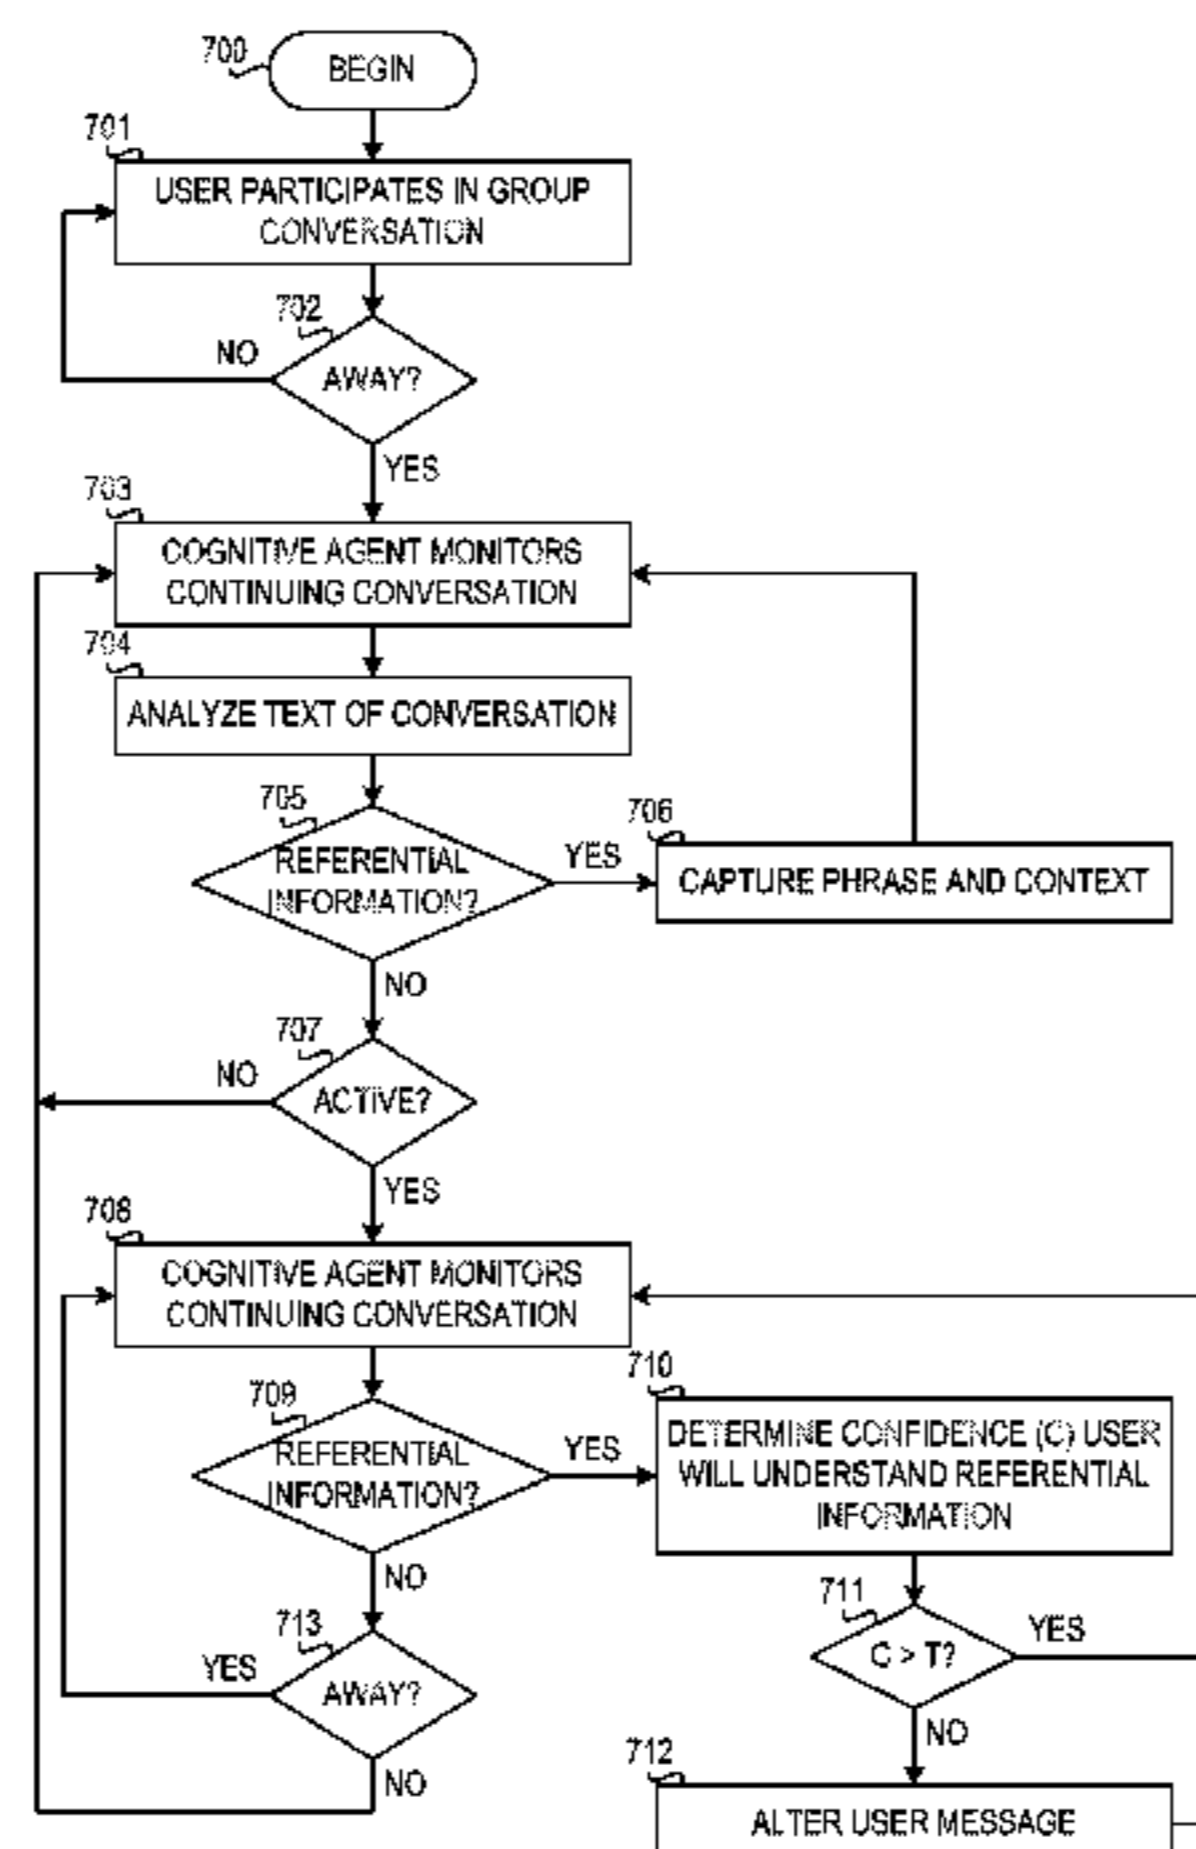 700
BEGIN
701
USER PARTICIPATES IN GROUP
CONVERSATION
702
NO
AWAY?
YES
703
COGNITIVE AGENT MONITORS
CONTINUING CONVERSATION
704
ANALYZE TEXT OF CONVERSATION
705
REFERENTIAL
INFORMATION?
YES
706
CAPTURE PHRASE AND CONTEXT
NO
707
NO
ACTIVE?
YES
708
COGNITIVE AGENT MONITORS
CONTINUING CONVERSATION
709
REFERENTIAL
INFORMATION?
YES
710
DETERMINE CONFIDENCE (C) USER
WILL UNDERSTAND REFERENTIAL
INFORMATION
NO
711
C > T?
YES
713
YES
AWAY?
NO
NO
712
ALTER USER MESSAGE